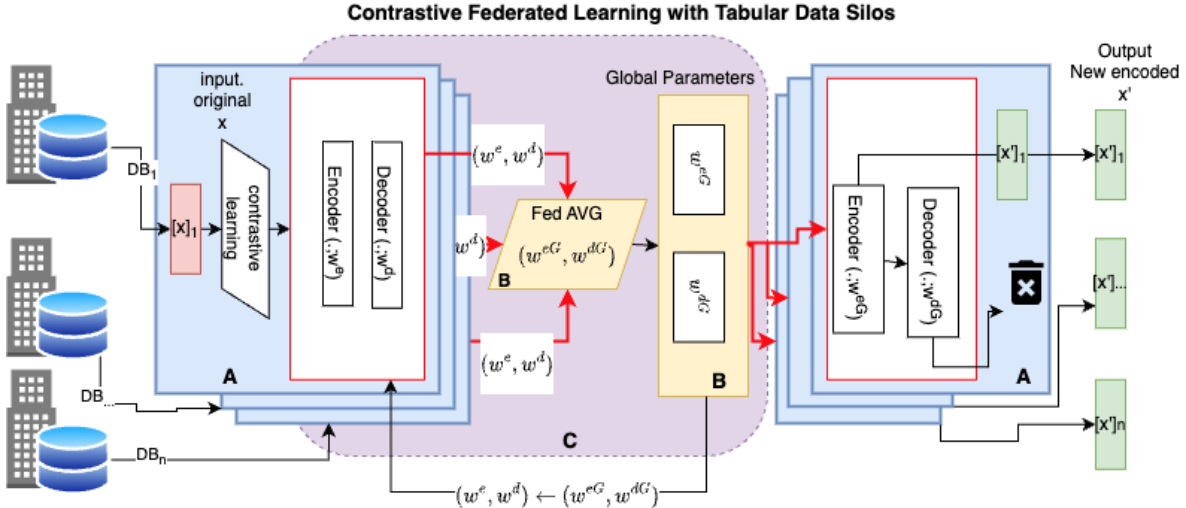 Contrastive Federated Learning with Tabular Data Silos
input.
original
x
Global Parameters
Output
New encoded
x'
DB1
[x]1
contrastive
learning
Encoder (.;w^e)
Decoder (.;w^d)
(w^e, w^d)
w^d)
(w^e, w^d)
Fed AVG
(w^eG, w^dG)
B
w^eG
w^dG
B
Encoder (.;w^eG)
Decoder (.;w^dG)
[x']1
[x']1
[x']...
[x']n
A
A
DB...
DBn
C
(w^e, w^d) ← (w^eG, w^dG)